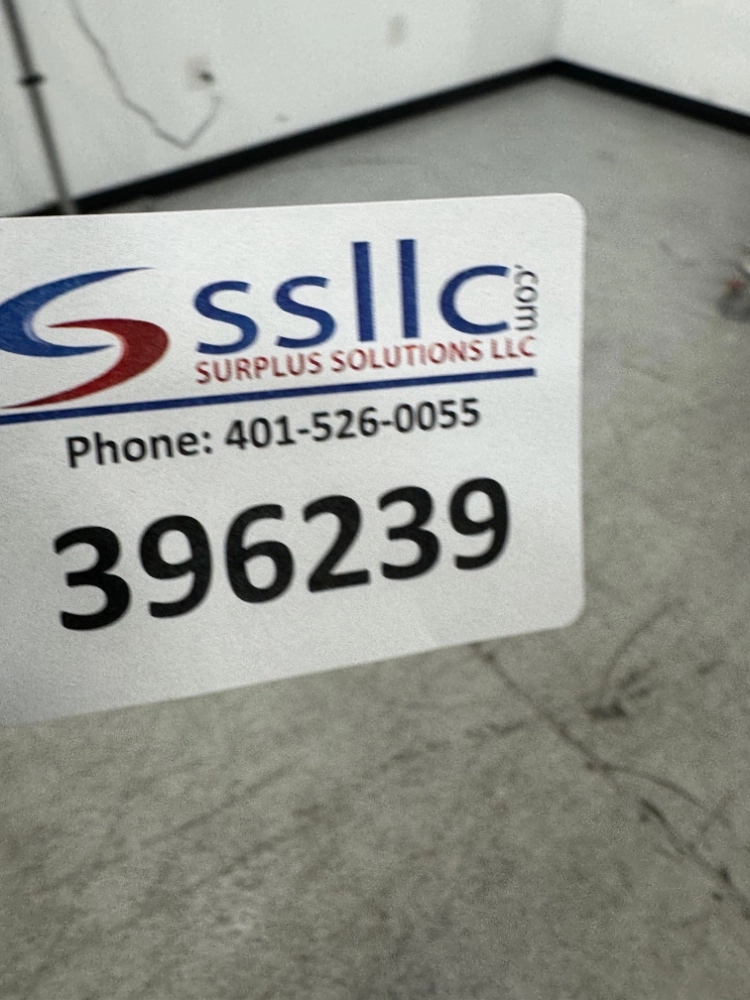 ssllc.com
SURPLUS SOLUTIONS LLC
Phone: 401-526-0055
396239